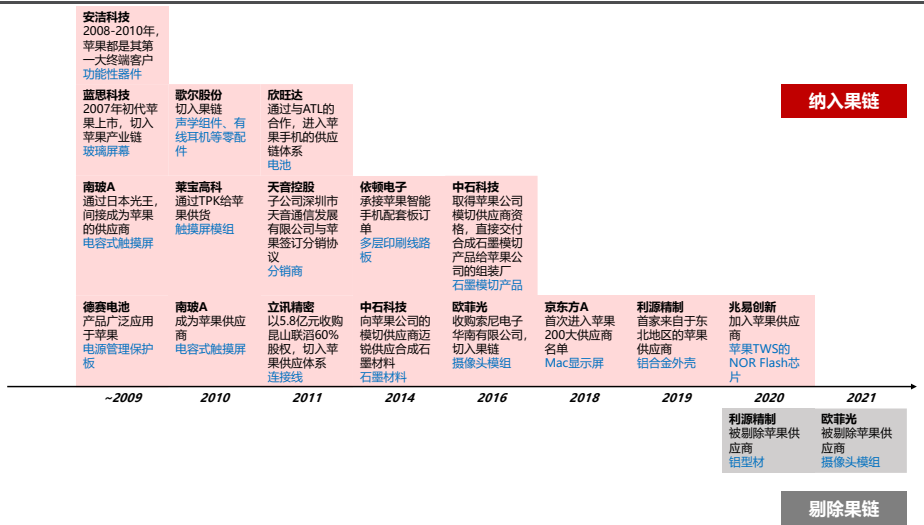 安洁科技
2008-2010年，
苹果都是其第
一大终端客户
功能性器件
蓝思科技
2007年初代苹
果上市，切入
苹果产业链
玻璃屏幕
歌尔股份
切入果链
声学组件、有
线耳机等零配
件
欣旺达
通过与ATL的
合作，进入苹
果手机的供应
链体系
电池
纳入果链
南玻A
通过日本光王，
间接成为苹果
的供应商
电容式触摸屏
莱宝高科
通过TPK给苹
果供货
触摸屏模组
天音控股
子公司深圳市
天音通信发展
有限公司与苹
果签订分销协
议
分销商
依顿电子
承接苹果智能
手机配套板订
单
多层印刷线路
板
中石科技
取得苹果公司
模切供应商资
格，直接交付
合成石墨模切
产品给苹果公
司的组装厂
石墨模切产品
德赛电池
产品广泛应用
于苹果
电源管理保护
板
南玻A
成为苹果供应
商
电容式触摸屏
立讯精密
以5.8亿元收购
昆山联滔60%
股权，切入苹
果供应体系
连接线
中石科技
向苹果公司的
模切供应商迈
锐供应合成石
墨材料
石墨材料
欧菲光
收购索尼电子
华南有限公司，
切入果链
摄像头模组
京东方A
首次进入苹果
200大供应商
名单
Mac显示屏
利源精制
首家来自于东
北地区的苹果
供应商
铝合金外壳
兆易创新
加入苹果供应
商
苹果TWS的
NOR Flash芯
片
~2009
2010
2011
2014
2016
2018
2019
2020
2021
利源精制
被剔除苹果供
应商
铝型材
欧菲光
被剔除苹果供
应商
摄像头模组
剔除果链